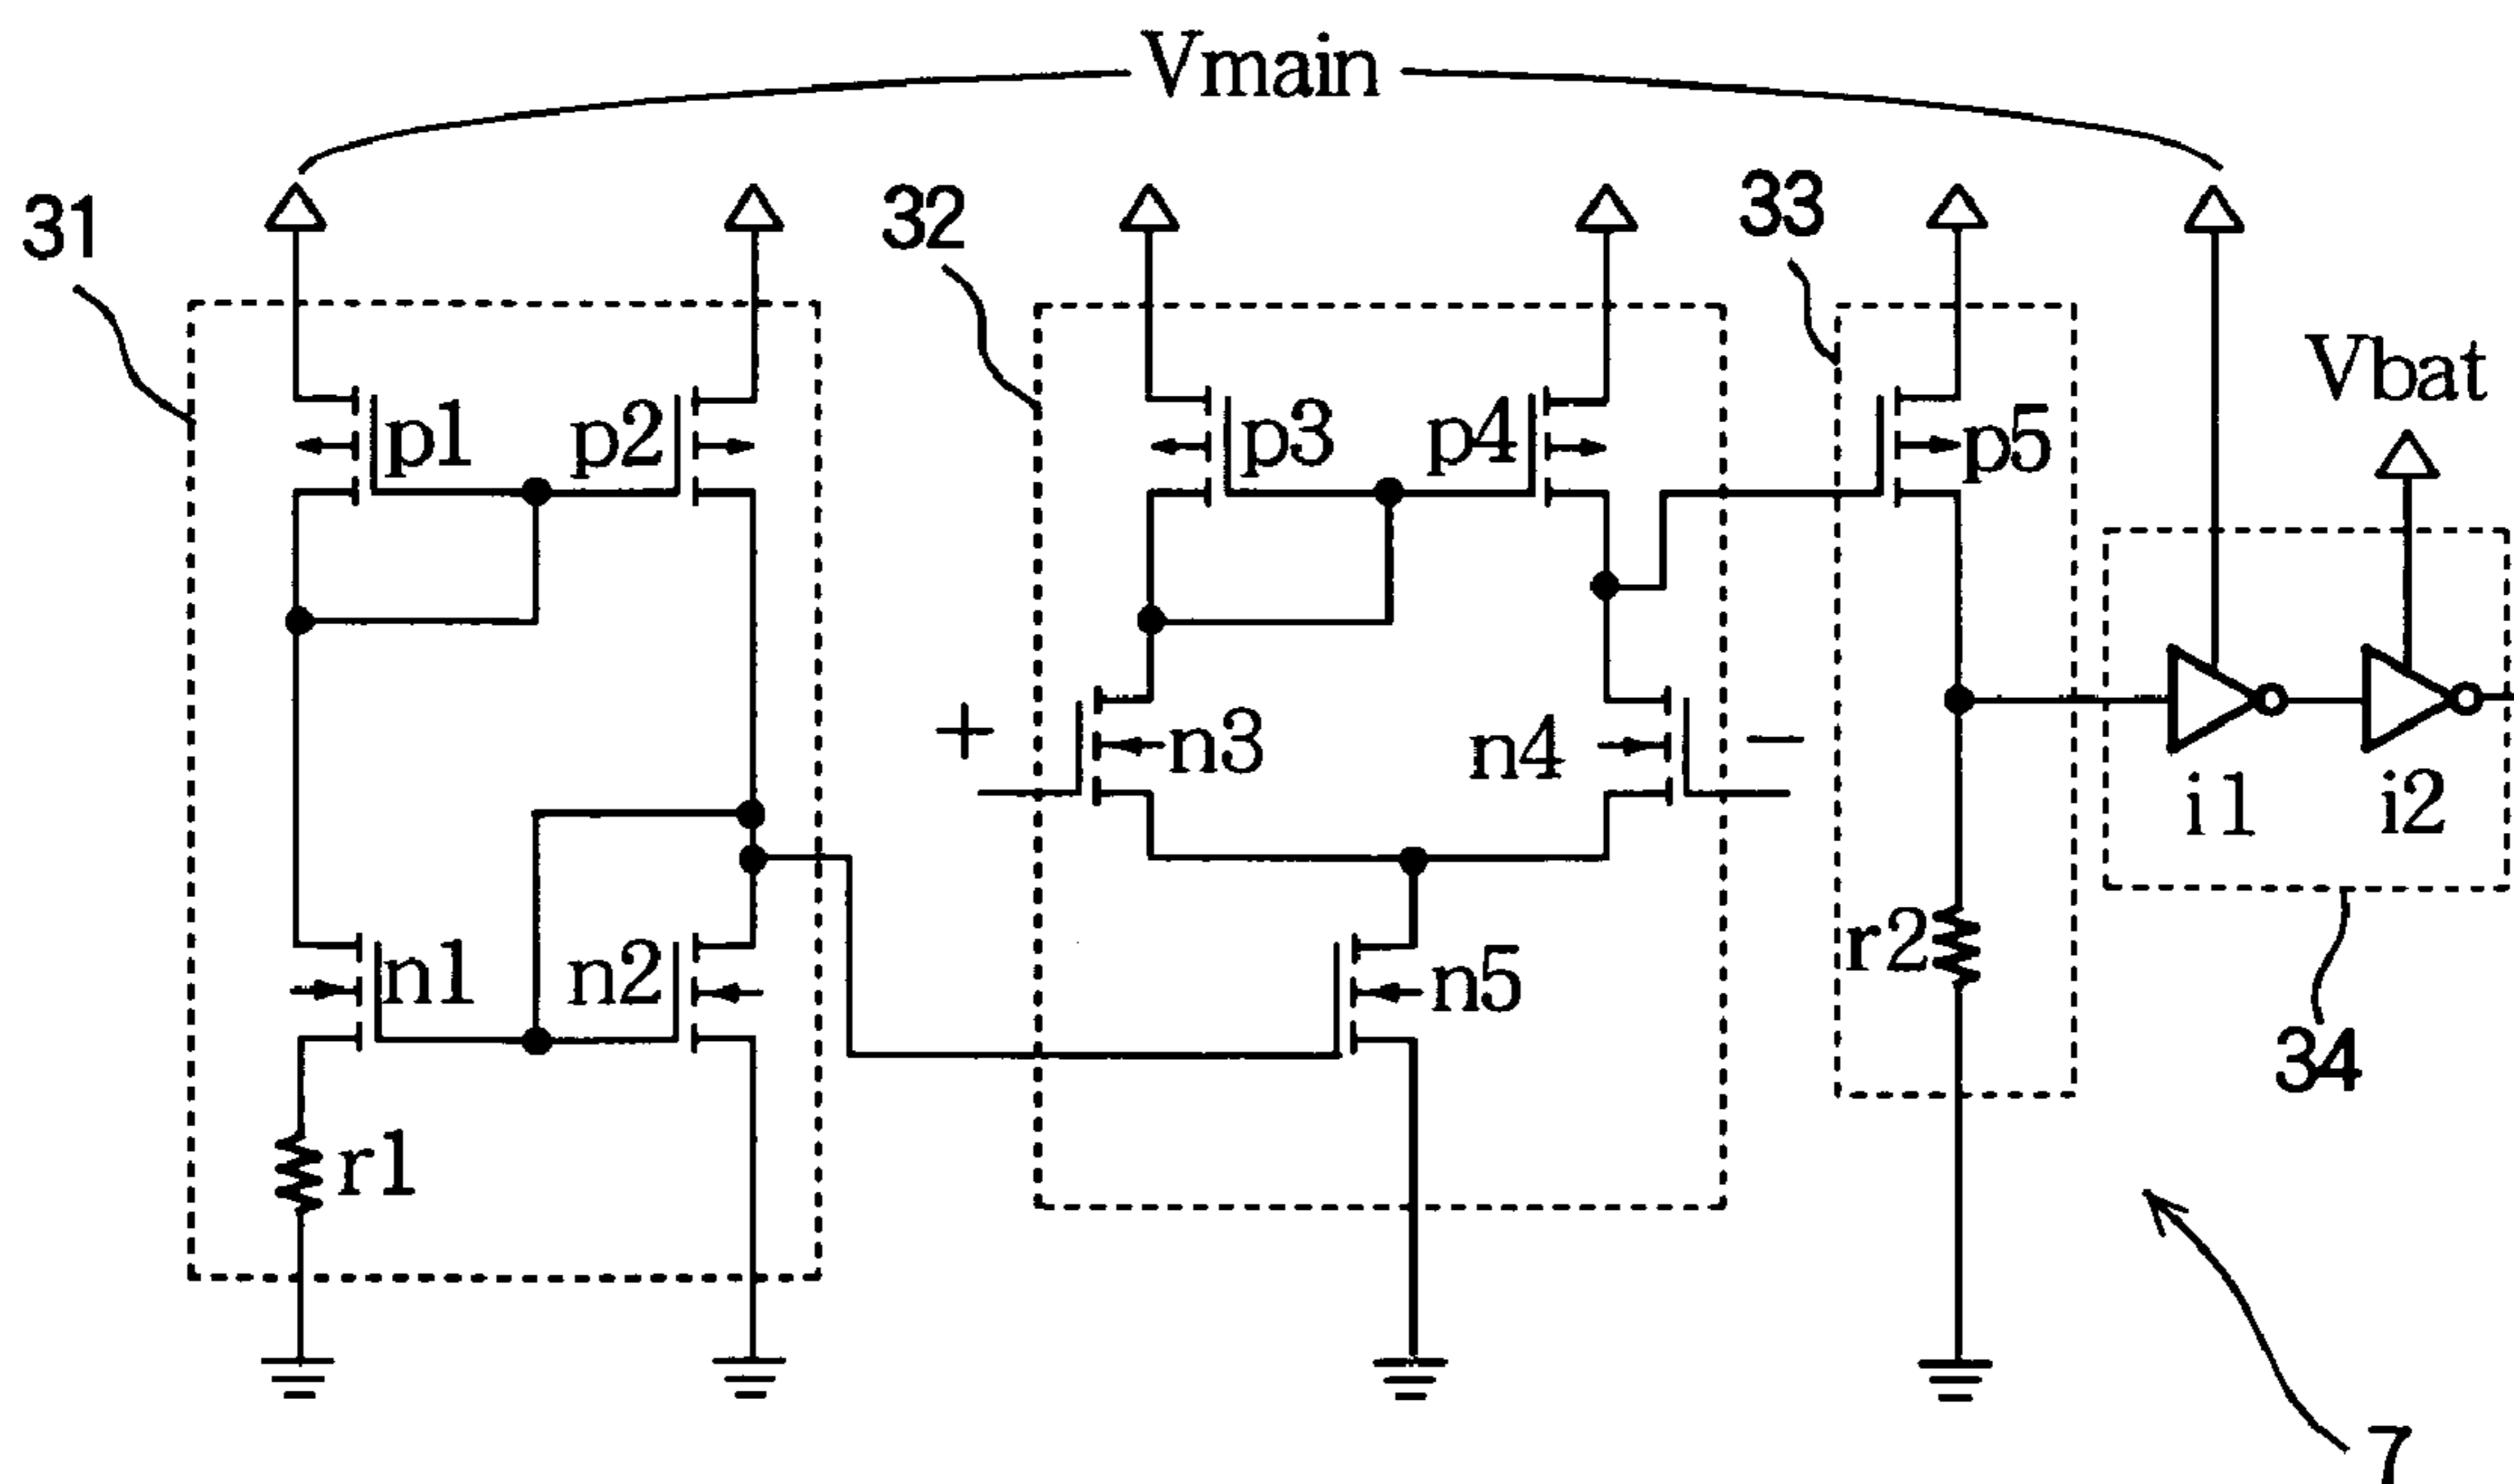 Vmain
31
32
33
Vbat
p1
p2
p3
p4
p5
+
n3
n4
−
i1
i2
n1
n2
n5
r2
34
r1
7